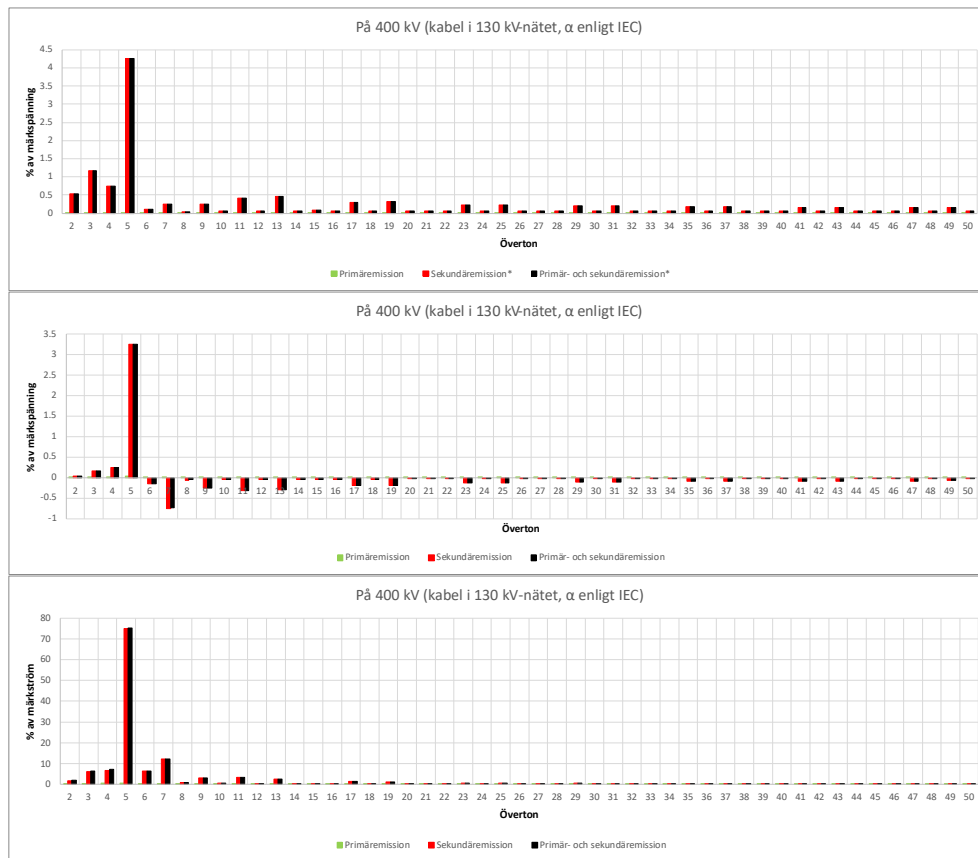 På 400 kV (kabel i 130 kV-nätet, α enligt IEC)
% av märkspänning
4.5
4
3.5
3
2.5
2
1.5
1
0.5
0
2 3 4 5 6 7 8 9 10 11 12 13 14 15 16 17 18 19 20 21 22 23 24 25 26 27 28 29 30 31 32 33 34 35 36 37 38 39 40 41 42 43 44 45 46 47 48 49 50
Överton
Primäremission Sekundäremission* Primär- och sekundäremission*
På 400 kV (kabel i 130 kV-nätet, α enligt IEC)
% av märkspänning
3.5
3
2.5
2
1.5
1
0.5
0
-0.5
-1
2 3 4 5 6 7 8 9 10 11 12 13 14 15 16 17 18 19 20 21 22 23 24 25 26 27 28 29 30 31 32 33 34 35 36 37 38 39 40 41 42 43 44 45 46 47 48 49 50
Överton
Primäremission Sekundäremission Primär- och sekundäremission
På 400 kV (kabel i 130 kV-nätet, α enligt IEC)
% av märkström
80
70
60
50
40
30
20
10
0
2 3 4 5 6 7 8 9 10 11 12 13 14 15 16 17 18 19 20 21 22 23 24 25 26 27 28 29 30 31 32 33 34 35 36 37 38 39 40 41 42 43 44 45 46 47 48 49 50
Överton
Primäremission Sekundäremission Primär- och sekundäremission